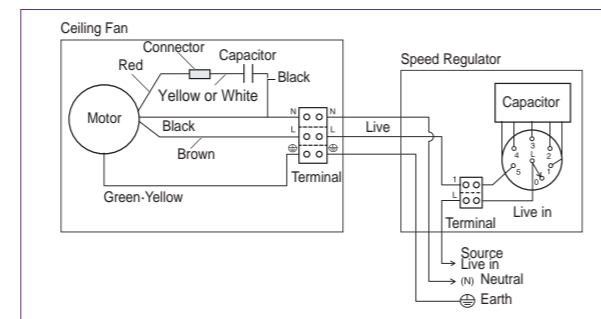 Ceiling Fan
Connector
Red
Capacitor
Black
Yellow or White
Motor
Black
Brown
Green-Yellow
N
N
L
L
Live
Terminal
Speed Regulator
Capacitor
3
L
4
2
5
1
0
1
L
Live in
Terminal
Source
Live in
(N) Neutral
Earth